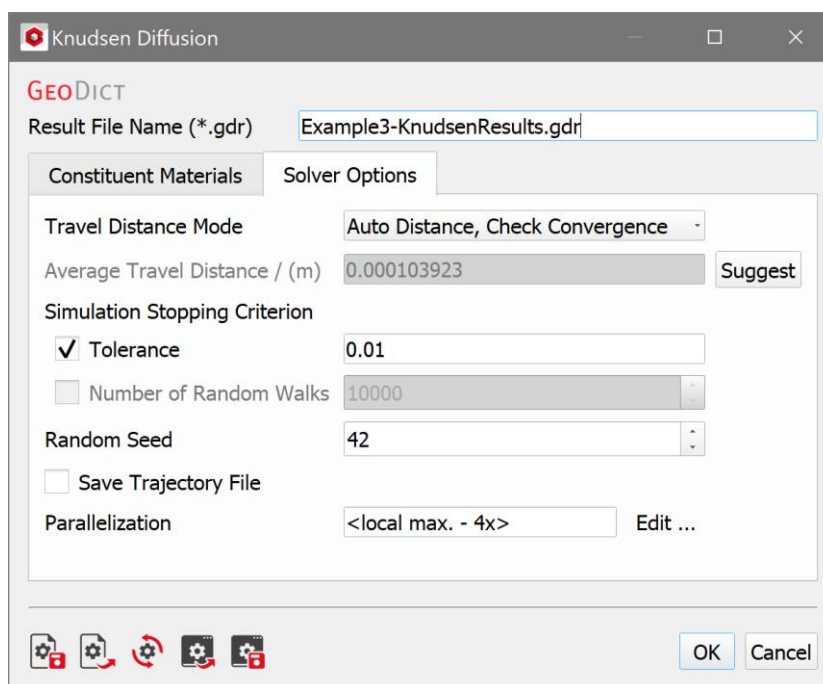 Knudsen Diffusion
GEODICT
Result File Name (*.gdr) Example3-KnudsenResults.gdr
Constituent Materials Solver Options
Travel Distance Mode Auto Distance, Check Convergence
Average Travel Distance / (m) 0.000103923 Suggest
Simulation Stopping Criterion
Tolerance 0.01
Number of Random Walks 10000
Random Seed 42
Save Trajectory File
Parallelization <local max. - 4x> Edit ...
OK Cancel